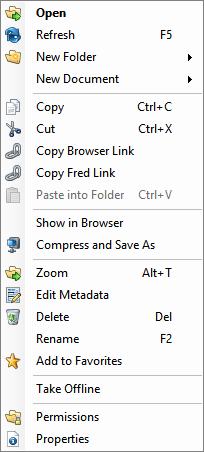 Open
Refresh F5
New Folder
New Document
Copy Ctrl+C
Cut Ctrl+X
Copy Browser Link
Copy Fred Link
Paste into Folder Ctrl+V
Show in Browser
Compress and Save As
Zoom Alt+T
Edit Metadata
Delete Del
Rename F2
Add to Favorites
Take Offline
Permissions
Properties